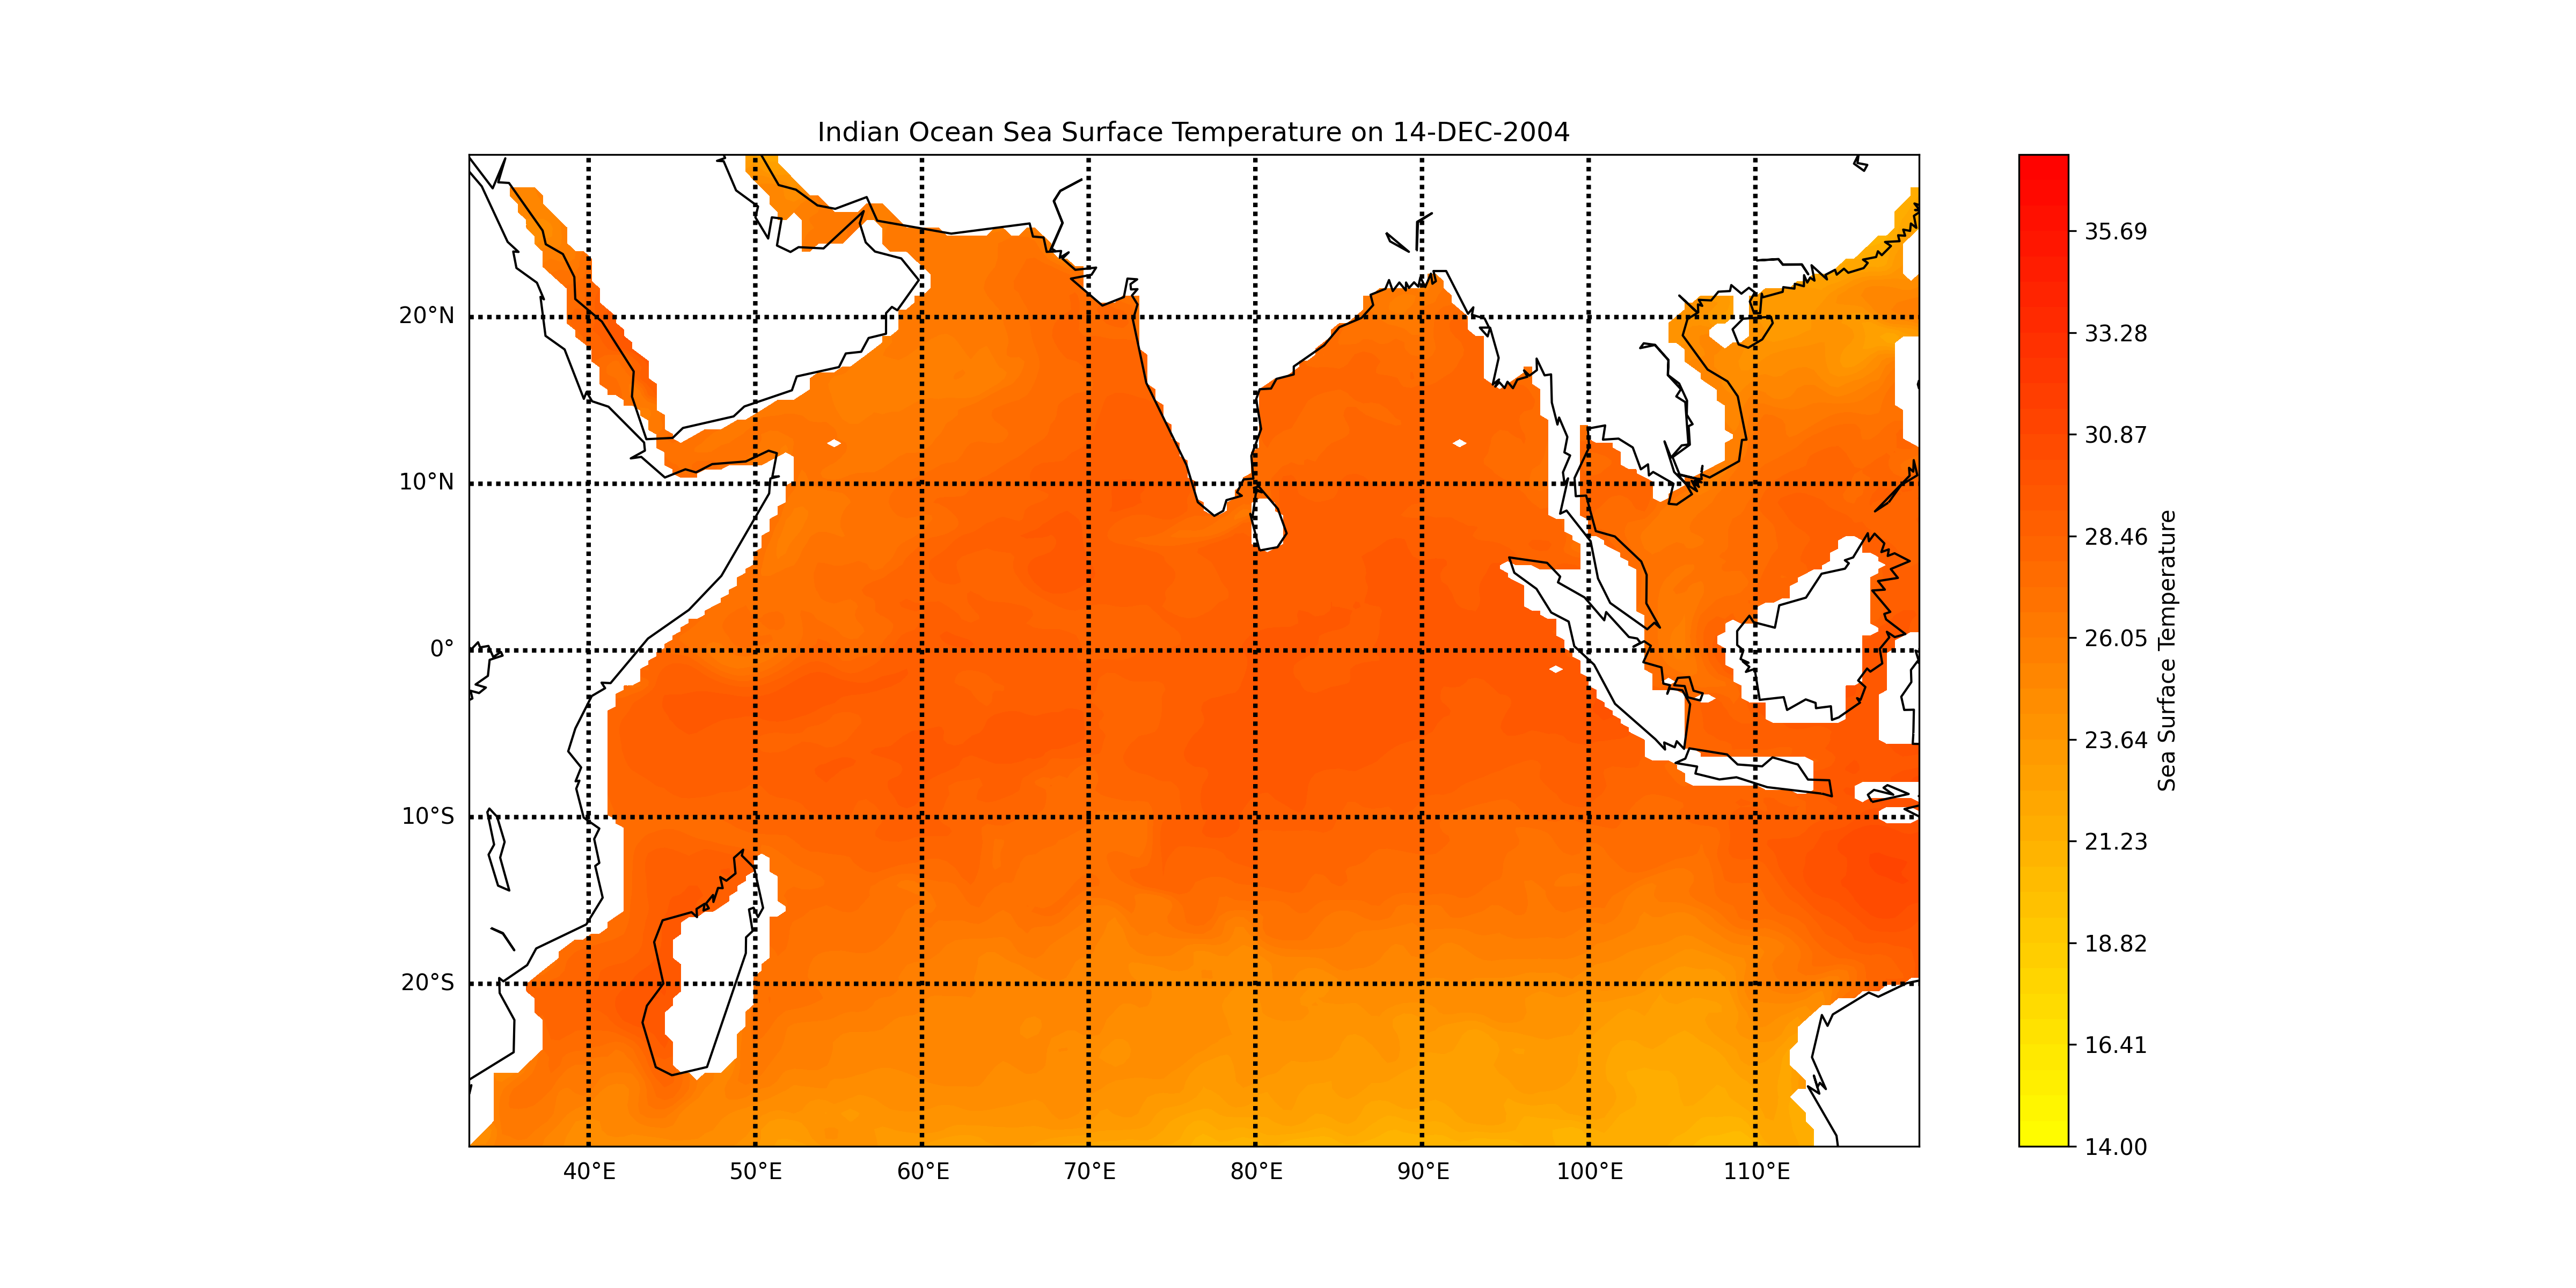 Indian Ocean Sea Surface Temperature on 14-DEC-2004
20°N
10°N
0°
10°S
20°S
40°E
50°E
60°E
70°E
80°E
90°E
100°E
110°E
35.69
33.28
30.87
28.46
26.05
23.64
21.23
18.82
16.41
14.00
Sea Surface Temperature